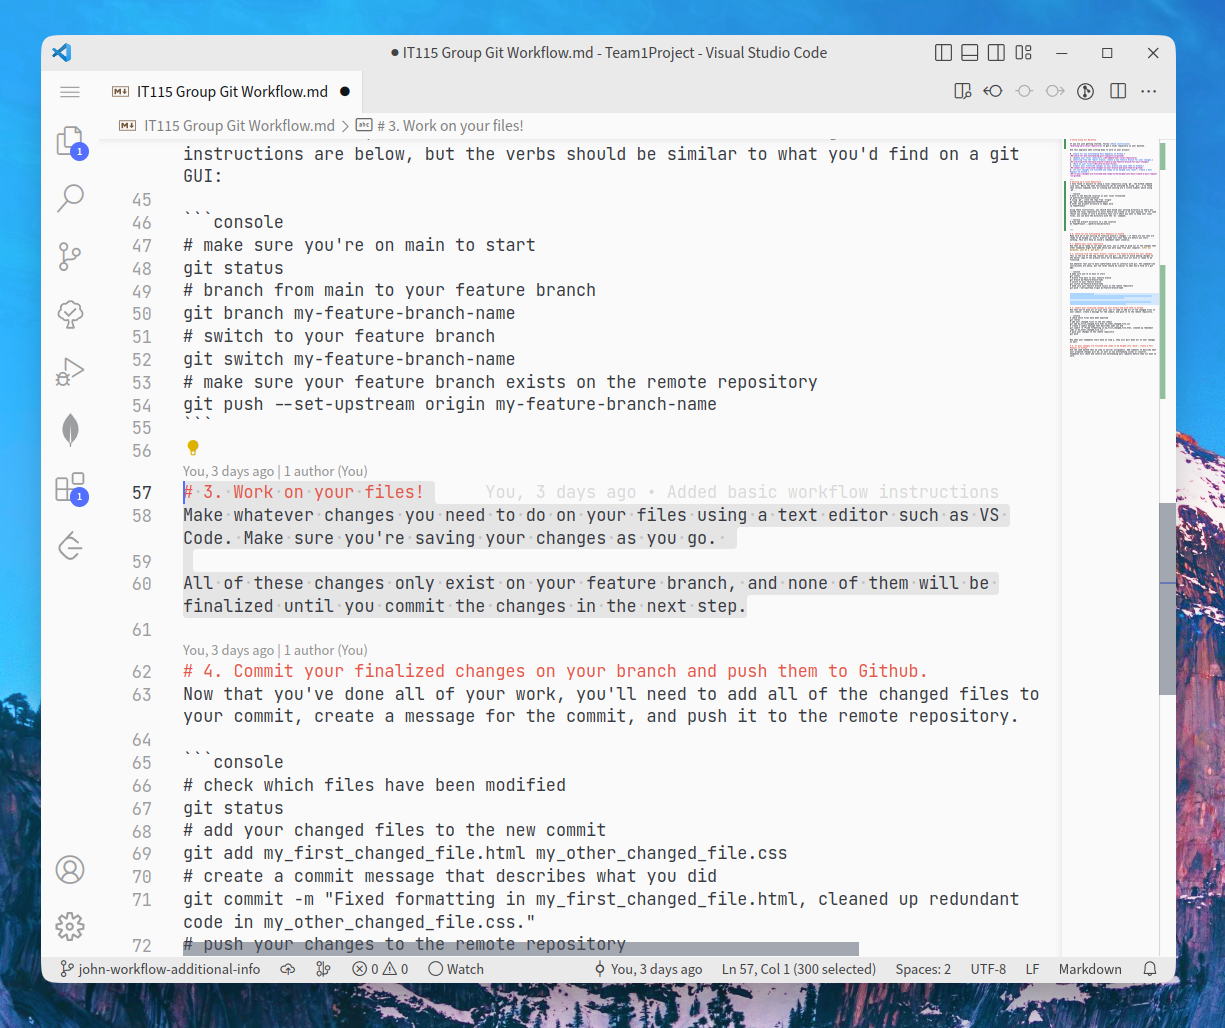 ● IT115 Group Git Workflow.md - Team1Project - Visual Studio Code
IT115 Group Git Workflow.md ●
IT115 Group Git Workflow.md > # 3. Work on your files!
instructions are below, but the verbs should be similar to what you'd find on a git
GUI:
45
46 ```console
47 # make sure you're on main to start
48 git status
49 # branch from main to your feature branch
50 git branch my-feature-branch-name
51 # switch to your feature branch
52 git switch my-feature-branch-name
53 # make sure your feature branch exists on the remote repository
54 git push --set-upstream origin my-feature-branch-name
55 ```
56
You, 3 days ago | 1 author (You)
57 # 3. Work on your files! You, 3 days ago • Added basic workflow instructions
58 Make whatever changes you need to do on your files using a text editor such as VS
Code. Make sure you're saving your changes as you go.
59
60 All of these changes only exist on your feature branch, and none of them will be
finalized until you commit the changes in the next step.
61
You, 3 days ago | 1 author (You)
62 # 4. Commit your finalized changes on your branch and push them to Github.
63 Now that you've done all of your work, you'll need to add all of the changed files to
your commit, create a message for the commit, and push it to the remote repository.
64
65 ```console
66 # check which files have been modified
67 git status
68 # add your changed files to the new commit
69 git add my_first_changed_file.html my_other_changed_file.css
70 # create a commit message that describes what you did
71 git commit -m "Fixed formatting in my_first_changed_file.html, cleaned up redundant
code in my_other_changed_file.css."
72 # push your changes to the remote repository
1
1
john-workflow-additional-info 0 0 Watch You, 3 days ago Ln 57, Col 1 (300 selected) Spaces: 2 UTF-8 LF Markdown